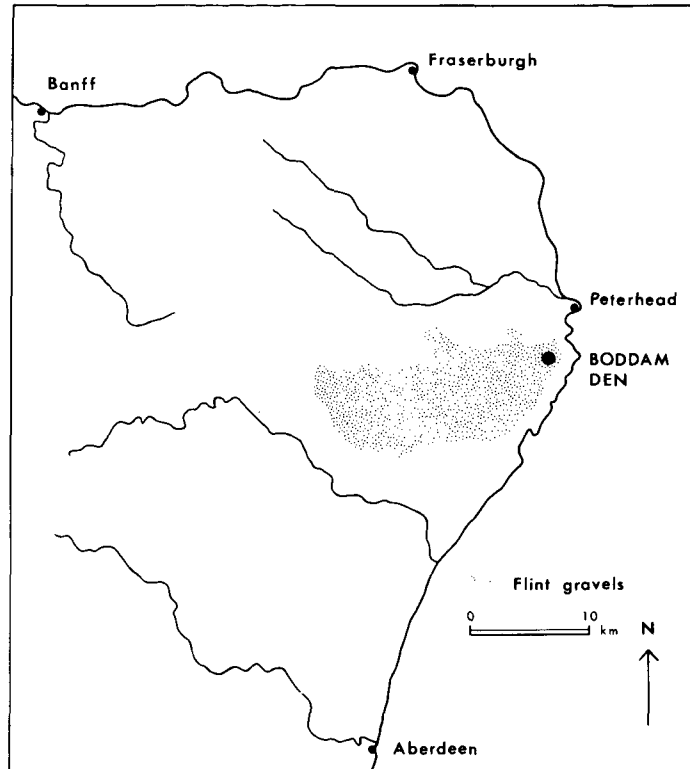 Fraserburgh
Banff
Peterhead
BODDAM
DEN
Flint gravels
0 10
km
N
Aberdeen